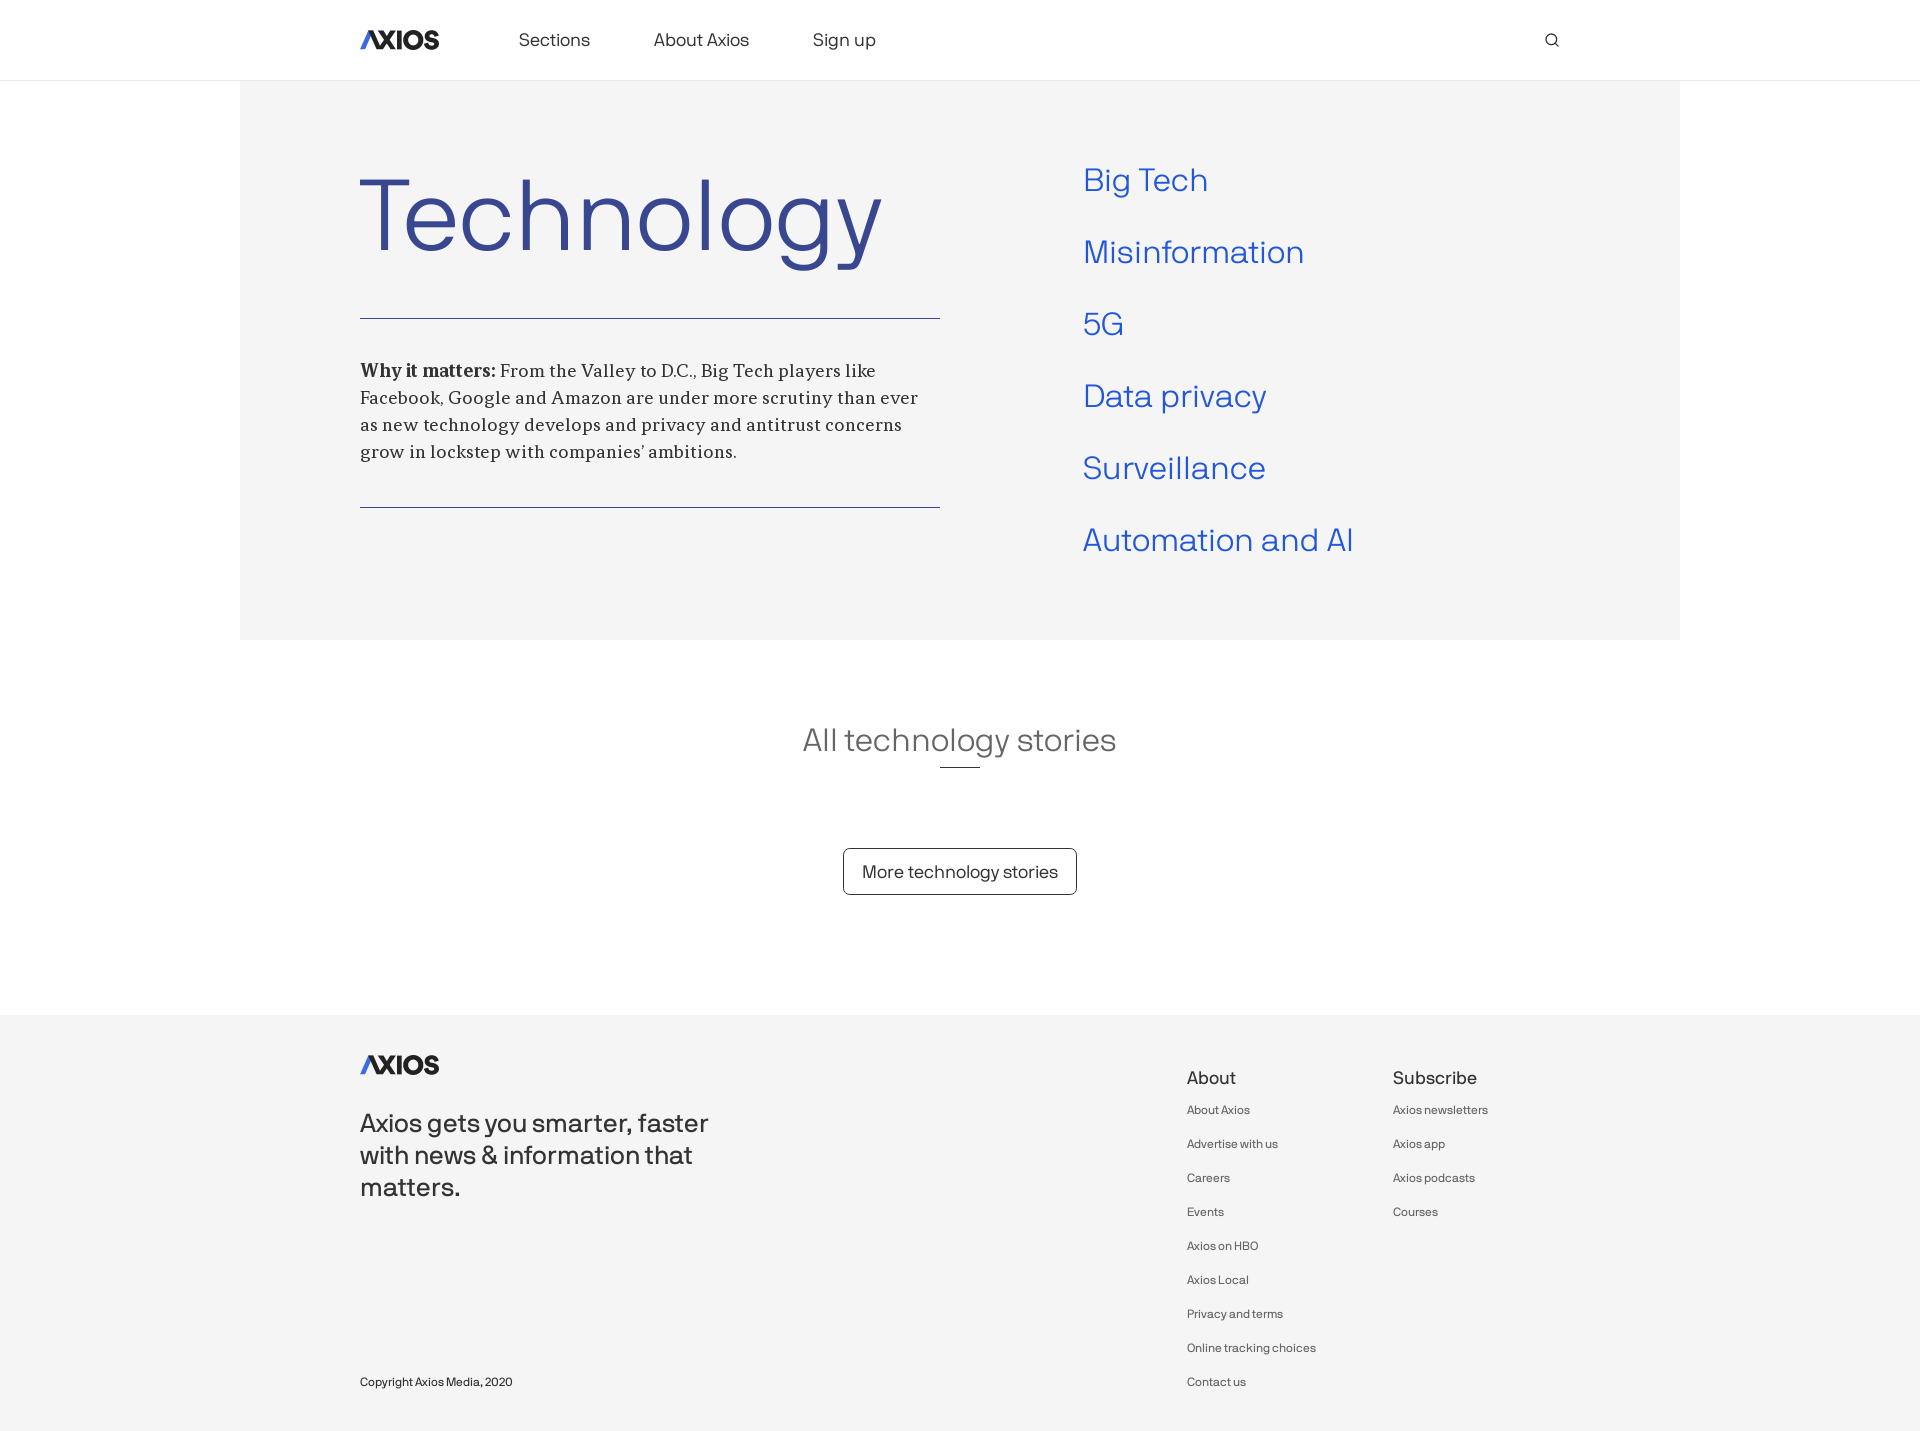 AXIOS
Sections
About Axios
Sign up
Technology
Why it matters: From the Valley to D.C., Big Tech players like
Facebook, Google and Amazon are under more scrutiny than ever
as new technology develops and privacy and antitrust concerns
grow in lockstep with companies’ ambitions.
Big Tech
Misinformation
5G
Data privacy
Surveillance
Automation and AI
All technology stories
More technology stories
AXIOS
Axios gets you smarter, faster
with news & information that
matters.
Copyright Axios Media, 2020
About
About Axios
Advertise with us
Careers
Events
Axios on HBO
Axios Local
Privacy and terms
Online tracking choices
Contact us
Subscribe
Axios newsletters
Axios app
Axios podcasts
Courses